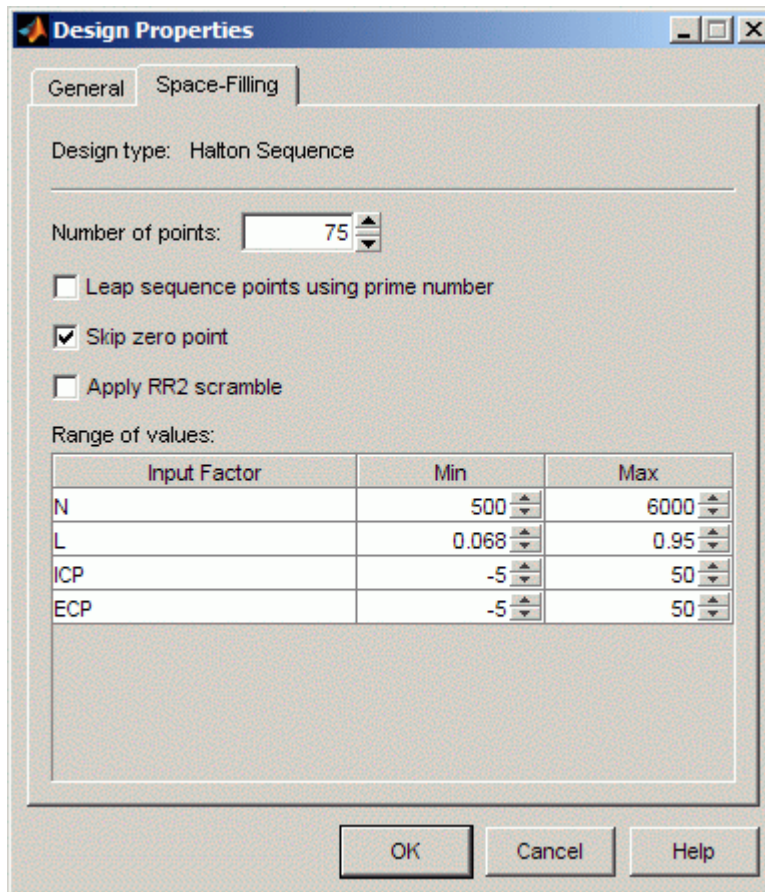 Design Properties
General Space-Filling
Design type: Halton Sequence
Number of points: 75
Leap sequence points using prime number
Skip zero point
Apply RR2 scramble
Range of values:
Input Factor Min Max
N 500 6000
L 0.068 0.95
ICP -5 50
ECP -5 50
OK Cancel Help